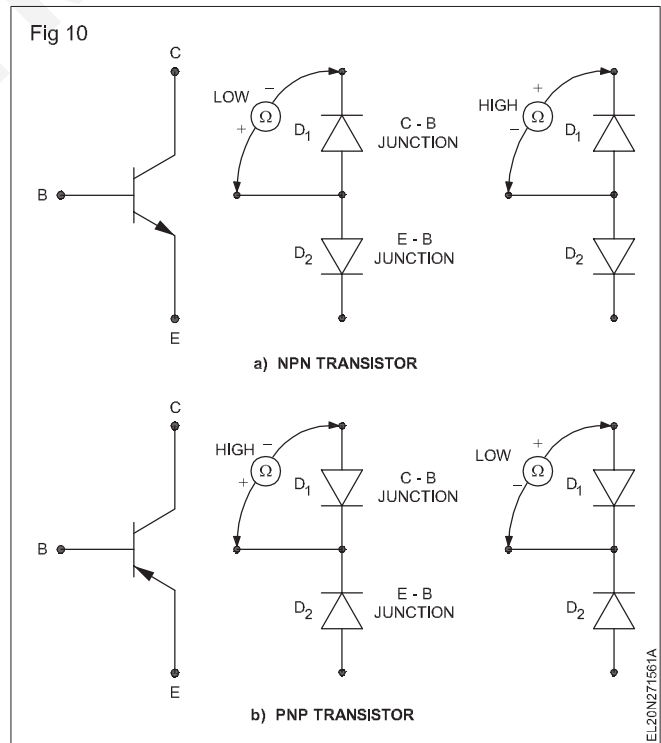 Fig 10
C
B
E
LOW
−
+
Ω
D1
C - B
JUNCTION
D2
E - B
JUNCTION
HIGH
+
−
Ω
D1
D2
a) NPN TRANSISTOR
C
B
E
HIGH
−
+
Ω
D1
C - B
JUNCTION
D2
E - B
JUNCTION
LOW
+
−
Ω
D1
D2
b) PNP TRANSISTOR
EL20N271561A